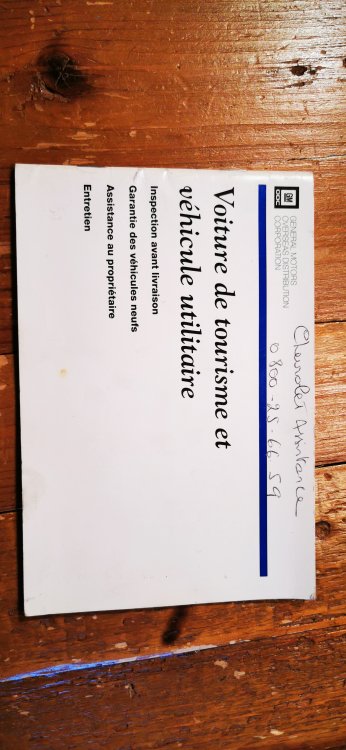 Chevrolet Assistance
0800-25.66.59
GM
ODC
GENERAL MOTORS
OVERSEAS DISTRIBUTION
CORPORATION
Voiture de tourisme et
véhicule utilitaire
Inspection avant livraison
Garantie des véhicules neufs
Assistance au propriétaire
Entretien